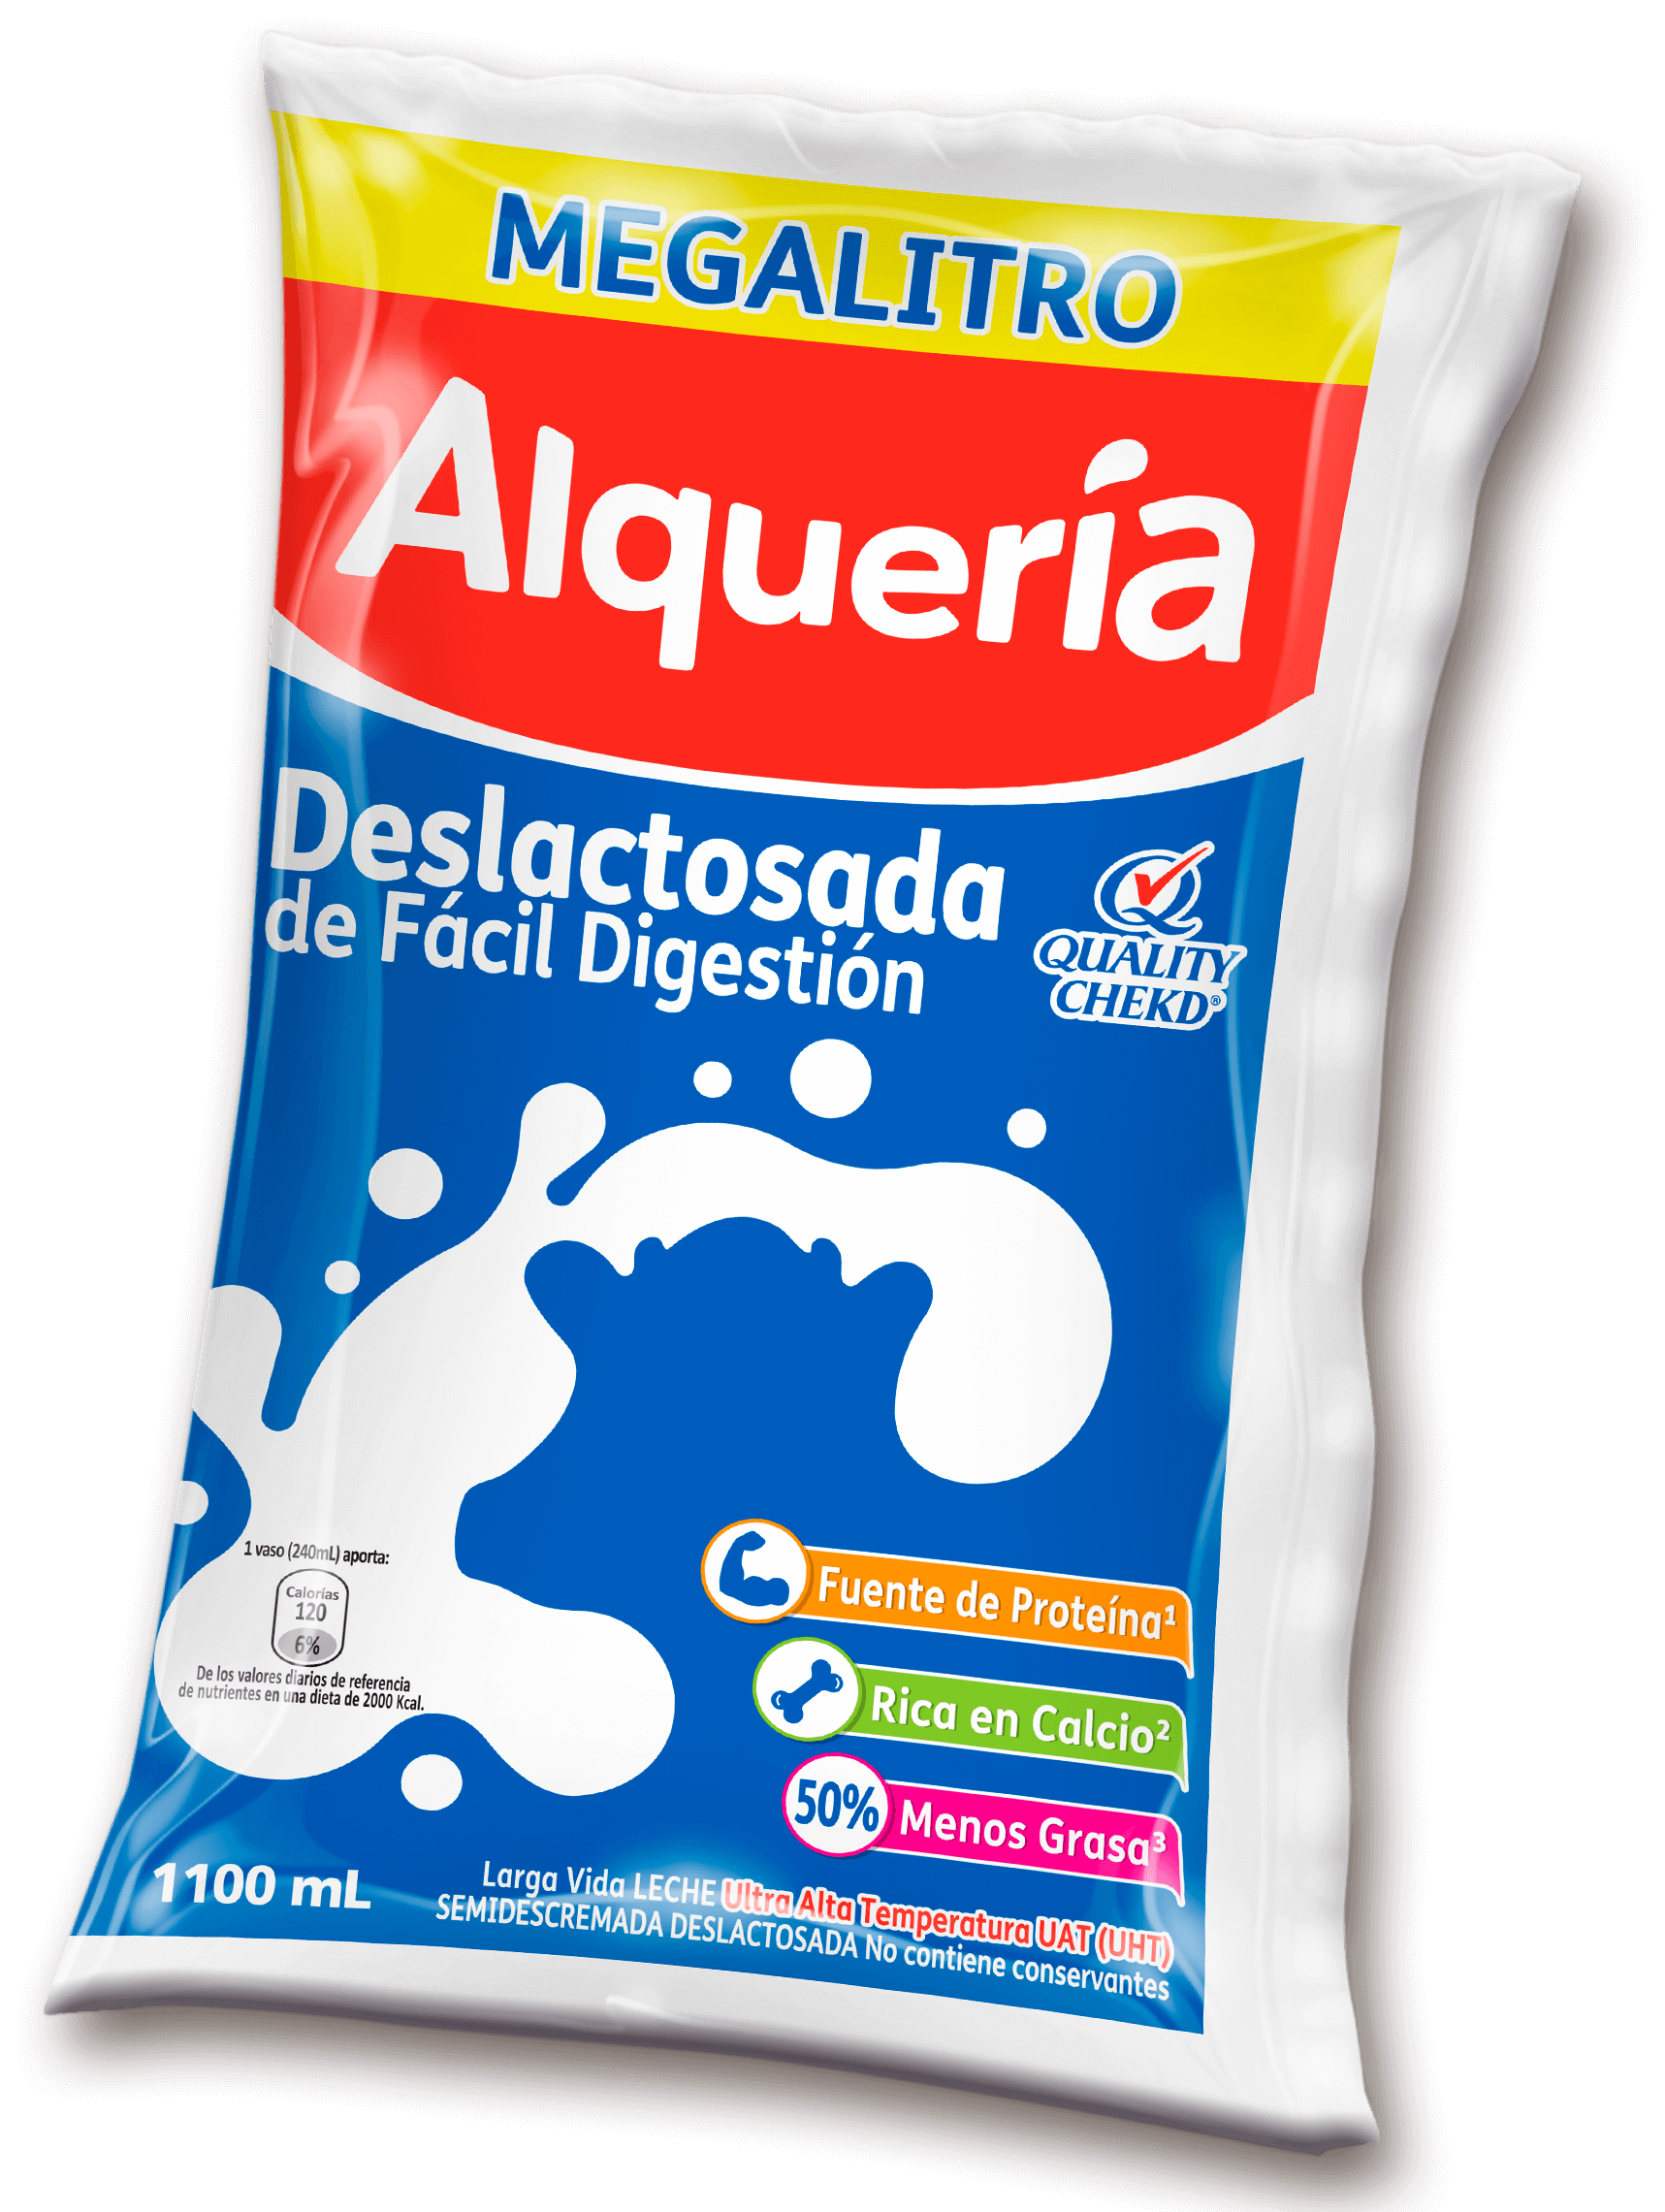 MEGALITRO
Alquería
Deslactosada
de Fácil Digestión
QUALITY
CHEKD®
1 vaso (240mL) aporta:
Calorías
120
6%
De los valores diarios de referencia
de nutrientes en una dieta de 2000 Kcal.
Fuente de Proteína¹
Rica en Calcio²
50% Menos Grasa³
1100 mL
Larga Vida LECHE Ultra Alta Temperatura UAT (UHT)
SEMIDESCREMADA DESLACTOSADA No contiene conservantes